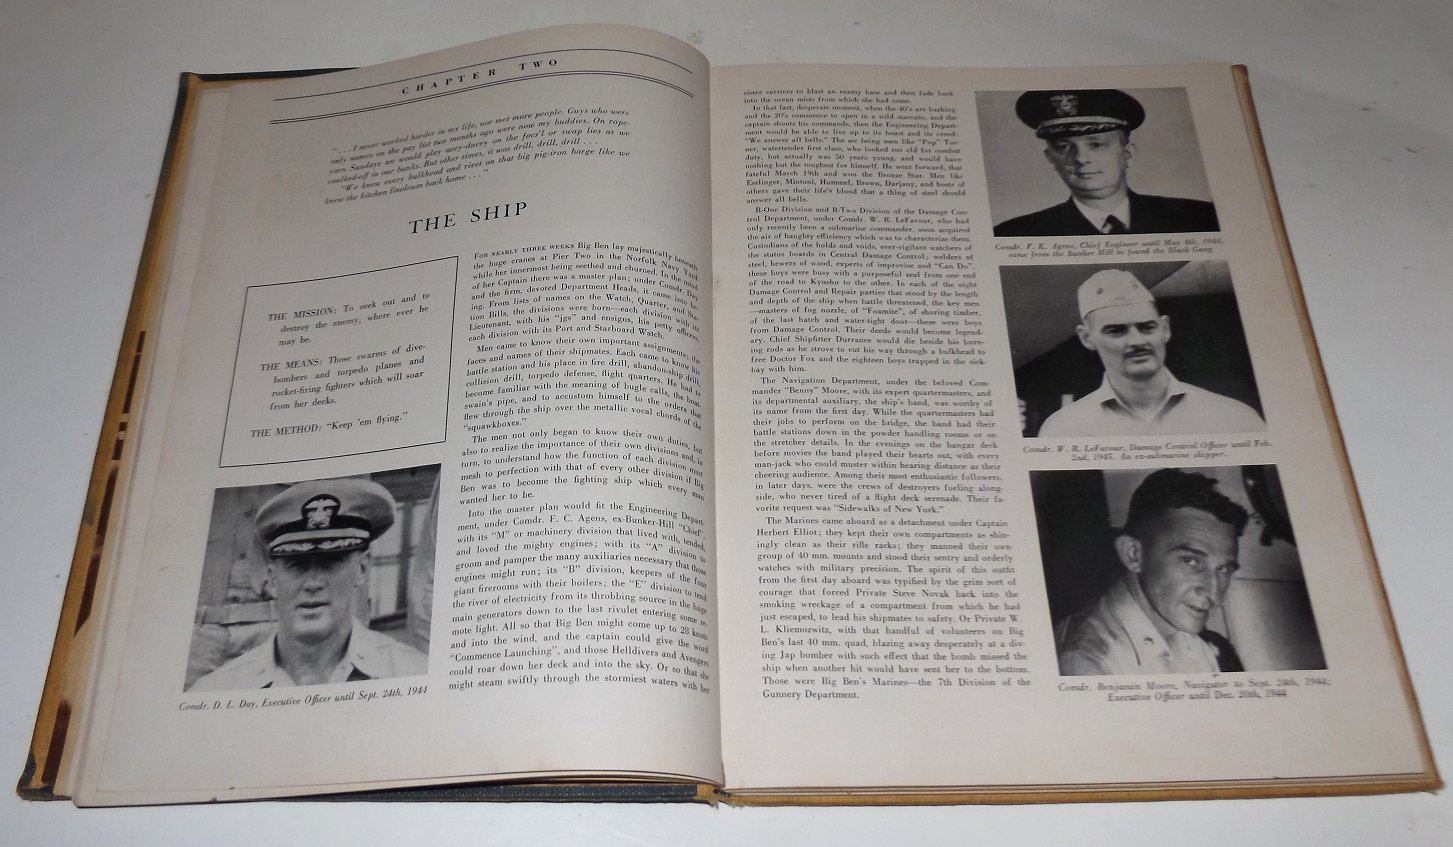 CHAPTER TWO
". . . I never worked harder in my life, nor met more people. Guys who were
only names on the pay list two months ago were now my buddies. On rope-
yarn Sundays we would play acey-ducey on the focs'l or swap lies as we
caulked-off in our bunks. But other times, it was drill, drill, drill . . .
"We knew every bulkhead and rivet on that big pig-iron barge like we
knew the kitchen linoleum back home . . ."
THE SHIP
THE MISSION: To seek out and to
destroy the enemy, where ever he
may be.
THE MEANS: Those swarms of dive-
bombers and torpedo planes and
rocket-firing fighters which will soar
from her decks.
THE METHOD: "Keep 'em flying."
Comdr. D. L. Day, Executive Officer until Sept. 24th, 1944
FOR NEARLY THREE WEEKS Big Ben lay majestically beneath
the huge cranes at Pier Two in the Norfolk Navy Yard
while her innermost being seethed and churned. In the mind
of her Captain there was a master plan; under Comdr. Day
and the firm, devoted Department Heads, it came into be-
ing. From lists of names on the Watch, Quarter, and Sta-
tion Bills, the divisions were born—each division with its
Lieutenant, with his "jgs" and ensigns, his petty officers,
each division with its Port and Starboard Watch.
Men came to know their own important assignments; the
faces and names of their shipmates. Each came to know his
battle station and his place in fire drill, abandon-ship drill,
collision drill, torpedo defense, flight quarters. He had to
become familiar with the meaning of bugle calls, the boat-
swain's pipe, and to accustom himself to the orders that
flew through the ship over the metallic vocal chords of the
"squawkboxes."
The men not only began to know their own duties, but
also to realize the importance of their own divisions and, in
turn, to understand how the function of each division must
mesh to perfection with that of every other division if Big
Ben was to become the fighting ship which every man
wanted her to be.
Into the master plan would fit the Engineering Depart-
ment, under Comdr. F. C. Agens, ex-Bunker-Hill "Chief",
with its "M" or machinery division that lived with, tended,
and loved the mighty engines; with its "A" division to
groom and pamper the many auxiliaries necessary that those
engines might run; its "B" division, keepers of the four
giant firerooms with their boilers; the "E" division to tend
the river of electricity from its throbbing source in the huge
main generators down to the last rivulet entering some re-
mote light. All so that Big Ben might come up to 28 knots
and into the wind, and the captain could give the word
"Commence Launching", and those Helldivers and Avengers
could roar down her deck and into the sky. Or so that she
might steam swiftly through the stormiest waters with her
sister carriers to blast an enemy base and then fade back
into the ocean mists from which she had come.
In that last, desperate moment, when the 40's are barking
and the 20's commence to open in a wild staccato, and the
captain shouts his commands, then the Engineering Depart-
ment would be able to live up to its boast and its creed:
"We answer all bells." The we being men like "Pop" Tur-
ner, watertender first class, who looked too old for combat
duty, but actually was 50 years young, and would have
nothing but the toughest for himself. He went forward, that
fateful March 19th and won the Bronze Star. Men like
Esslinger, Mintoni, Hummel, Brown, Darjany, and hosts of
others gave their life's blood that a thing of steel should
answer all bells.
R-One Division and R-Two Division of the Damage Con-
trol Department, under Comdr. W. R. LeFavour, who had
only recently been a submarine commander, soon acquired
the air of haughty efficiency which was to characterize them.
Custodians of the holds and voids, ever-vigilant watchers of
the status boards in Central Damage Control; welders of
steel, hewers of wood, experts of improvise and "Can Do",
these boys were busy with a purposeful zeal from one end
of the road to Kyushu to the other. In each of the eight
Damage Control and Repair parties that stood by the length
and depth of the ship when battle threatened, the key men
—masters of fog nozzle, of "Foamite", of shoring timber,
of the last hatch and water-tight door—these were boys
from Damage Control. Their deeds would become legend-
ary. Chief Shipfitter Durrance would die beside his burn-
ing rods as he strove to cut his way through a bulkhead to
free Doctor Fox and the eighteen boys trapped in the sick-
bay with him.
The Navigation Department, under the beloved Com-
mander "Benny" Moore, with its expert quartermasters, and
its departmental auxiliary, the ship's band, was worthy of
its name from the first day. While the quartermasters had
their jobs to perform on the bridge, the band had their
battle stations down in the powder handling rooms or on
the stretcher details. In the evenings on the hangar deck
before movies the band played their hearts out, with every
man-jack who could muster within hearing distance as their
cheering audience. Among their most enthusiastic followers,
in later days, were the crews of destroyers fueling along-
side, who never tired of a flight deck serenade. Their fa-
vorite request was "Sidewalks of New York."
The Marines came aboard as a detachment under Captain
Herbert Elliot; they kept their own compartments as shin-
ingly clean as their rifle racks; they manned their own
group of 40 mm. mounts and stood their sentry and orderly
watches with military precision. The spirit of this outfit
from the first day aboard was typified by the grim sort of
courage that forced Private Steve Novak back into the
smoking wreckage of a compartment from which he had
just escaped, to lead his shipmates to safety. Or Private W.
L. Kliemozwitz, with that handful of volunteers on Big
Ben's last 40 mm. quad, blazing away desperately at a div-
ing Jap bomber with such effect that the bomb missed the
ship when another hit would have sent her to the bottom.
Those were Big Ben's Marines—the 7th Division of the
Gunnery Department.
Comdr. F. K. Agens, Chief Engineer until May 4th, 1944,
came from the Bunker Hill to found the Black Gang.
Comdr. W. R. LeFavour, Damage Control Officer until Feb.
2nd, 1945. An ex-submarine skipper.
Comdr. Benjamin Moore, Navigator to Sept. 24th, 1944;
Executive Officer until Dec. 20th, 1944